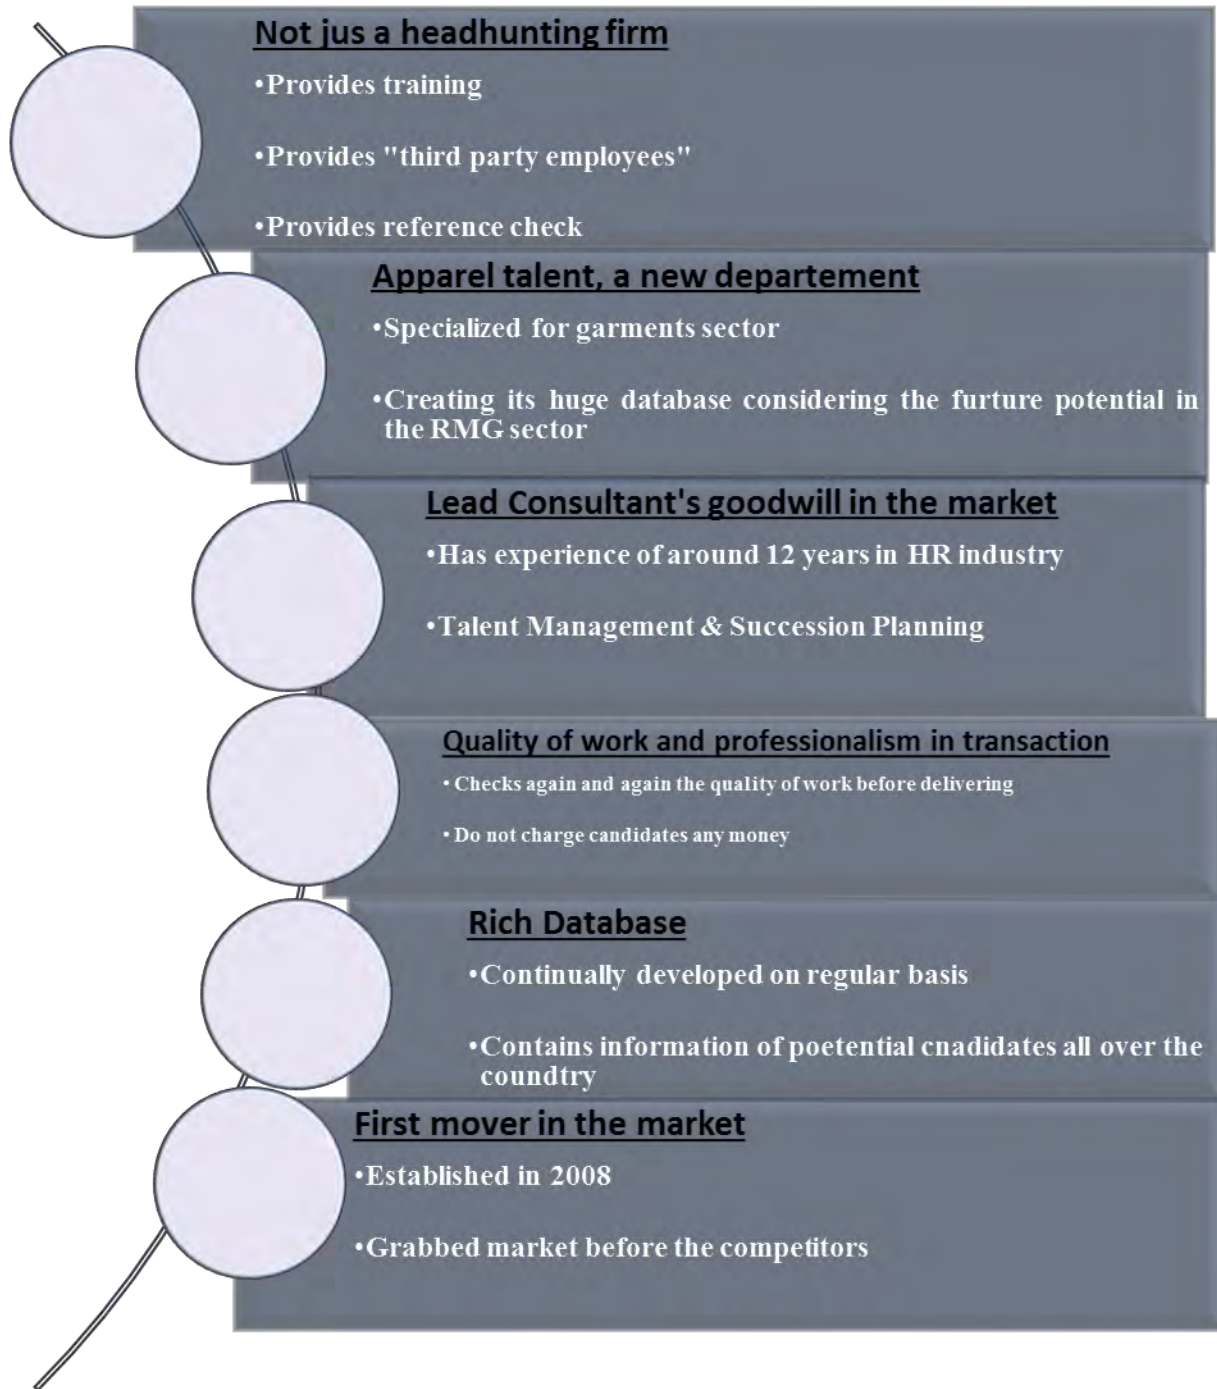 Not jus a headhunting firm
•Provides training
•Provides "third party employees"
•Provides reference check
Apparel talent, a new departement
•Specialized for garments sector
•Creating its huge database considering the furture potential in
the RMG sector
Lead Consultant's goodwill in the market
•Has experience of around 12 years in HR industry
•Talent Management & Succession Planning
Quality of work and professionalism in transaction
•Checks again and again the quality of work before delivering
•Do not charge candidates any money
Rich Database
•Continually developed on regular basis
•Contains information of poetential cnadidates all over the
coundtry
First mover in the market
•Established in 2008
•Grabbed market before the competitors